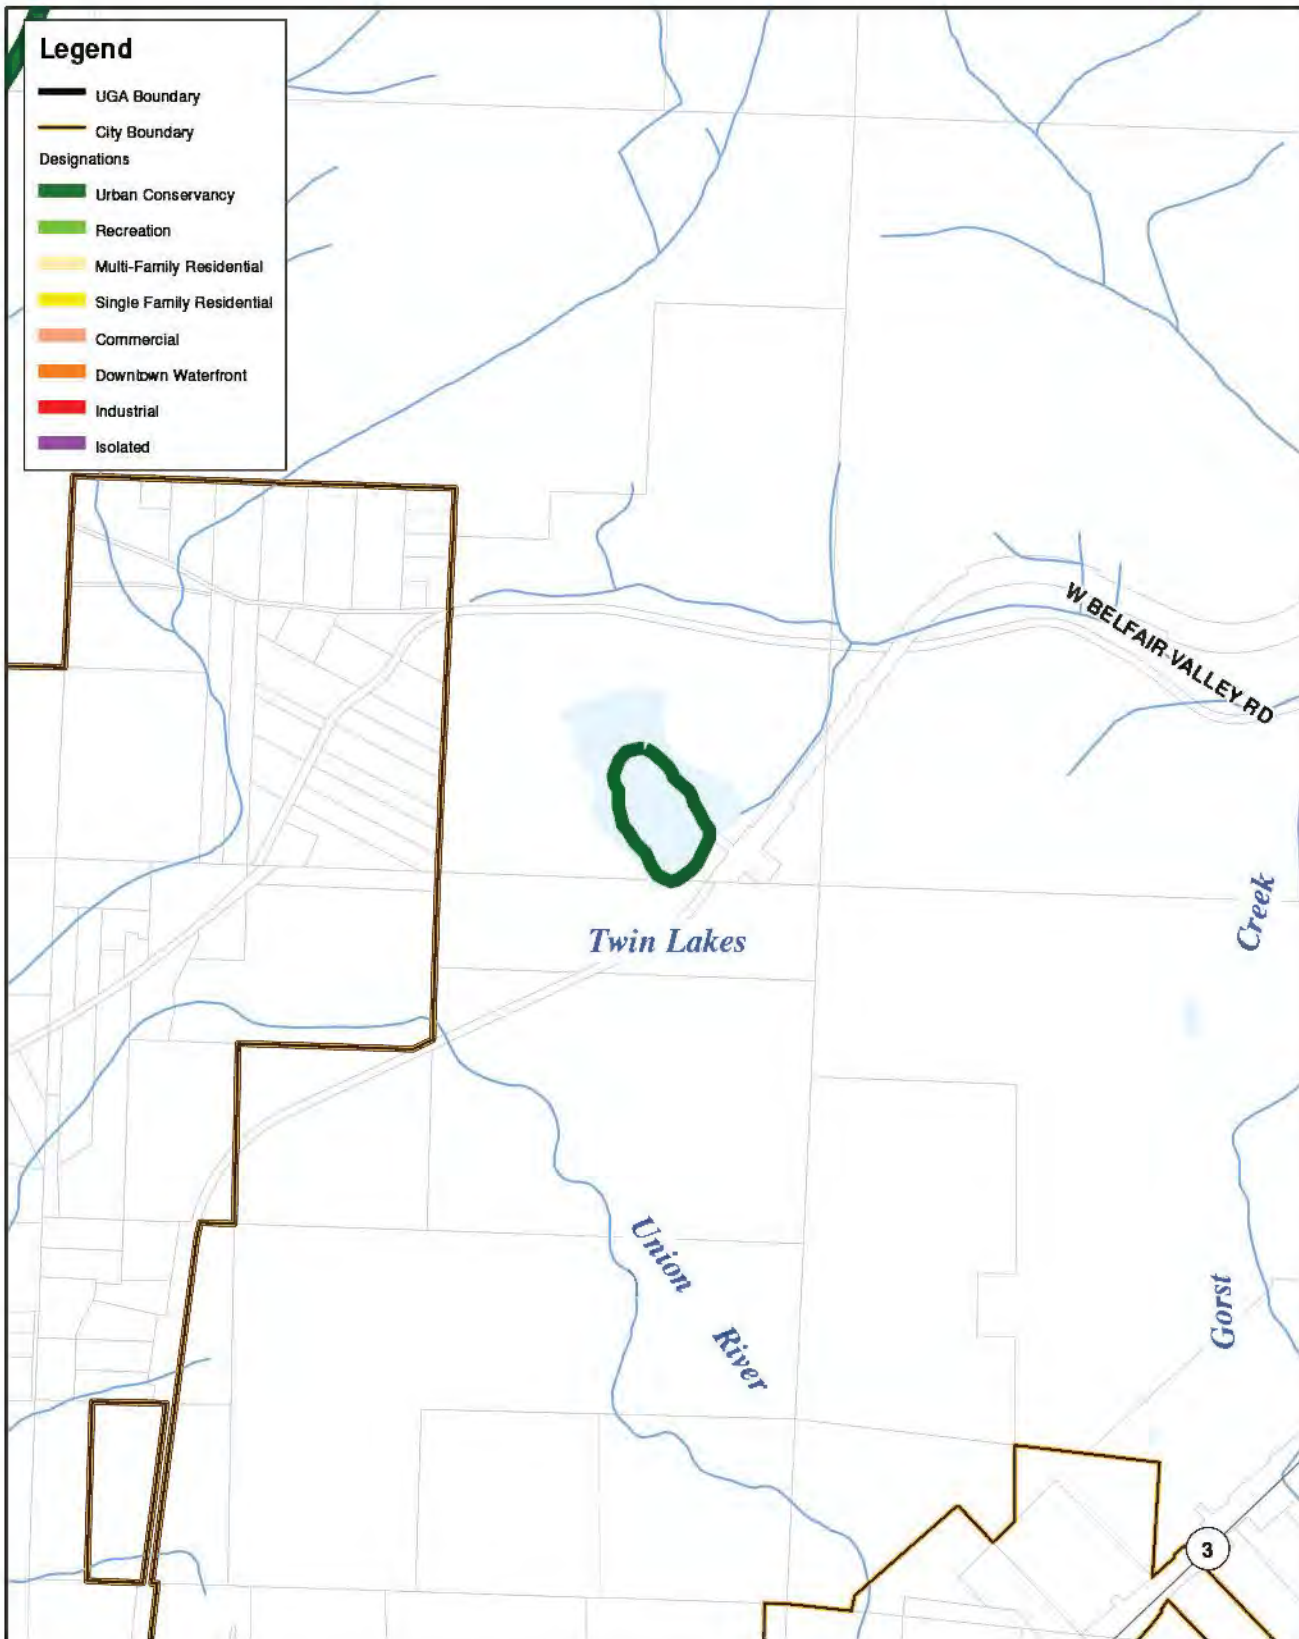 Legend
UGA Boundary
City Boundary
Designations
Urban Conservancy
Recreation
Multi-Family Residential
Single Family Residential
Commercial
Downtown Waterfront
Industrial
Isolated
W BELFAIR VALLEY RD
Twin Lakes
Creek
Gorst
Union
River
3